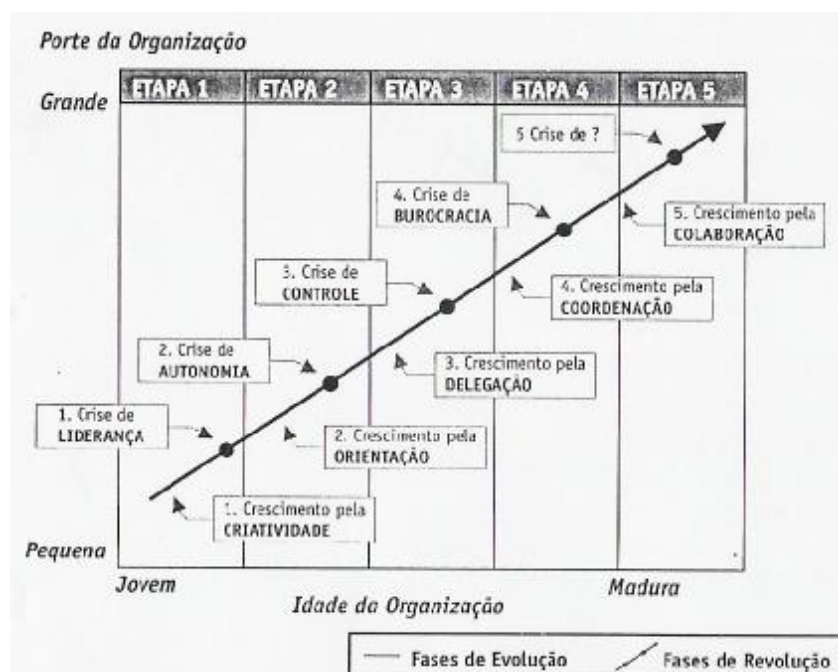 Porte da Organização
ETAPA 1 ETAPA 2 ETAPA 3 ETAPA 4 ETAPA 5
Grande
5 Crise de ?
4. Crise de
BUROCRACIA
5. Crescimento pela
COLABORAÇÃO
3. Crise de
CONTROLE
4. Crescimento pela
COORDENAÇÃO
2. Crise de
AUTONOMIA
3. Crescimento pela
DELEGAÇÃO
1. Crise de
LIDERANÇA
2. Crescimento pela
ORIENTAÇÃO
1. Crescimento pela
CRIATIVIDADE
Pequena
Jovem
Madura
Idade da Organização
Fases de Evolução
Fases de Revolução